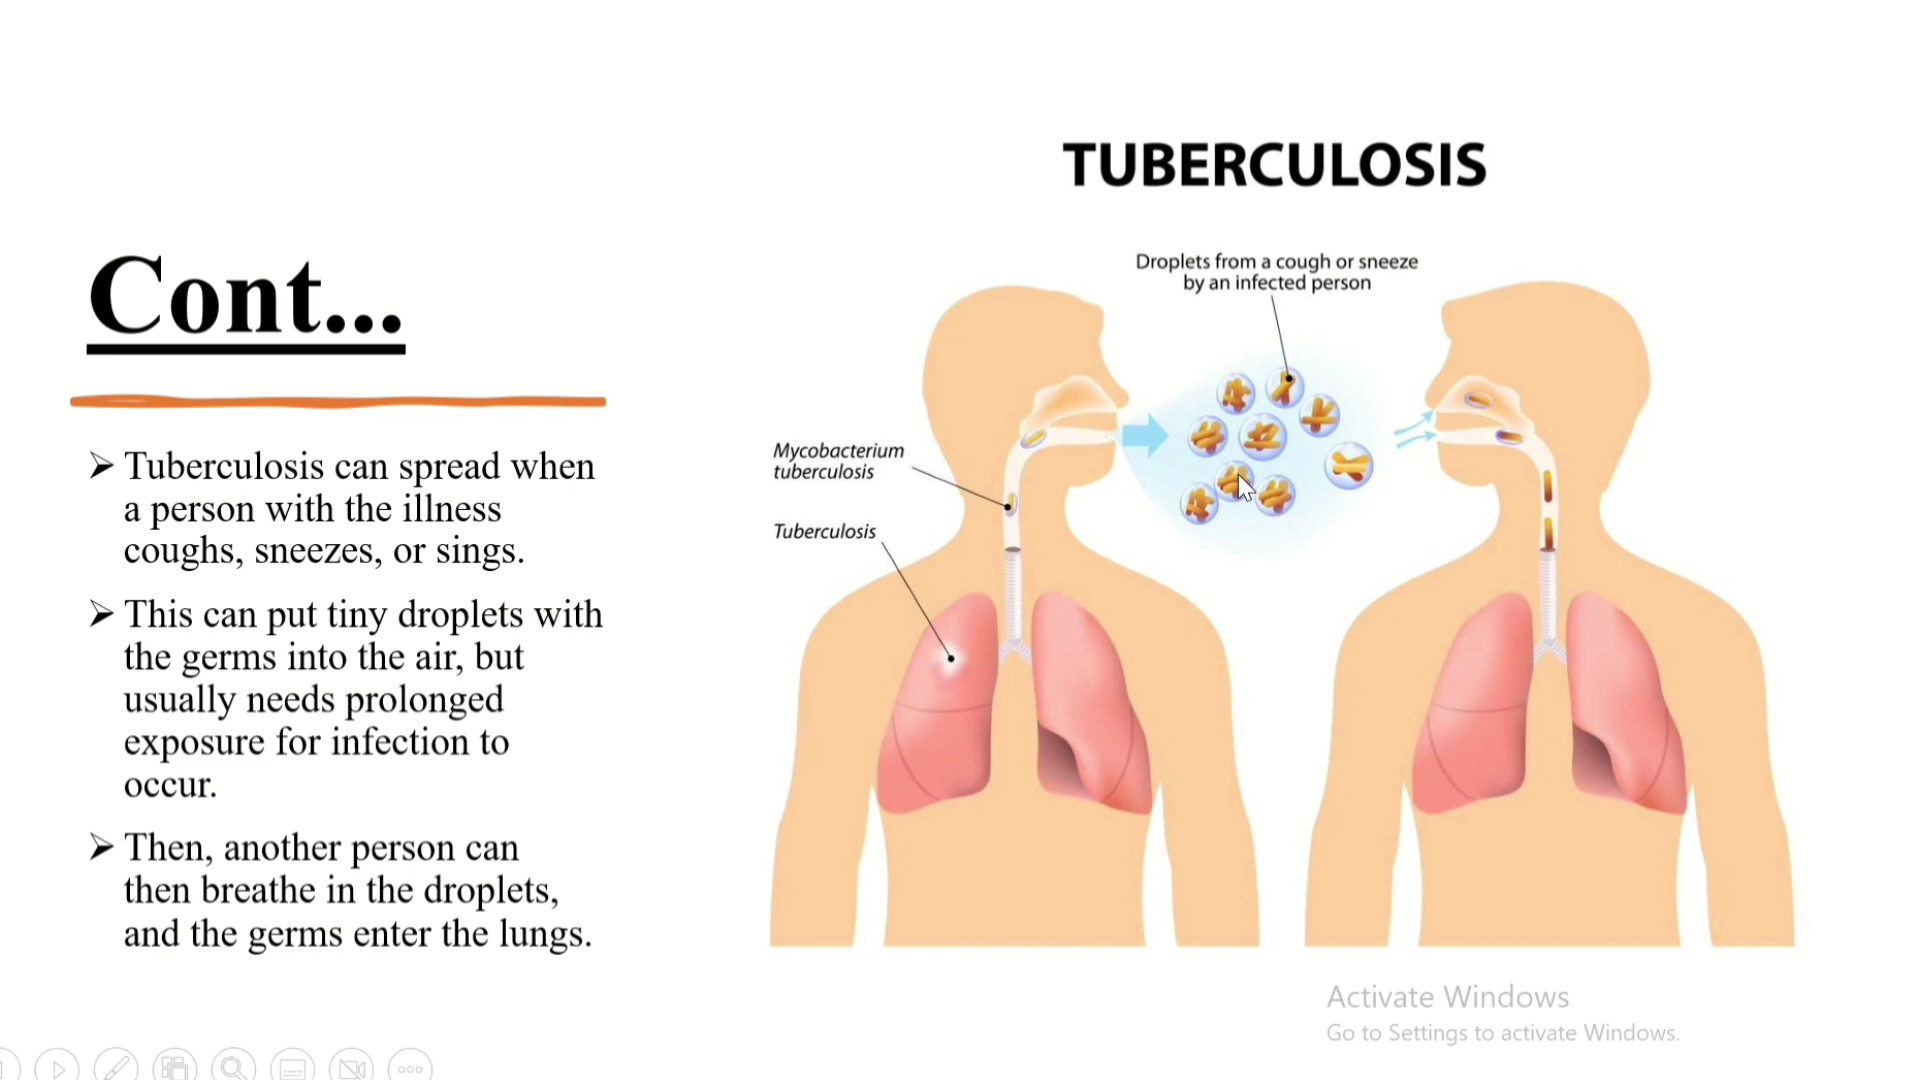 Cont...
➢ Tuberculosis can spread when
a person with the illness
coughs, sneezes, or sings.
➢ This can put tiny droplets with
the germs into the air, but
usually needs prolonged
exposure for infection to
occur.
➢ Then, another person can
then breathe in the droplets,
and the germs enter the lungs.
TUBERCULOSIS
Droplets from a cough or sneeze
by an infected person
Mycobacterium
tuberculosis
Tuberculosis
Activate Windows
Go to Settings to activate Windows.